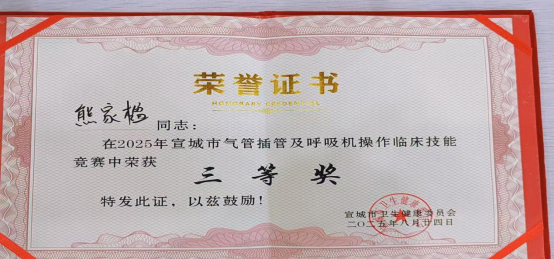 荣誉证书
HONORARY CREDENTIAL
熊家 同志：
在2025年宣城市气管插管及呼吸机操作临床技能
竞赛中荣获
三等奖
特发此证，以兹鼓励！
宣城市卫生健康委员会
二〇二五年八月廿四日